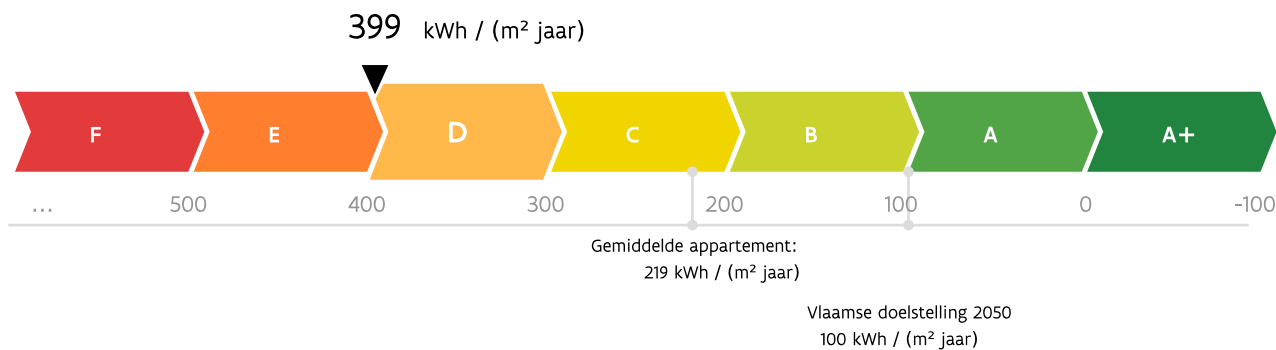 399 kWh / (m² jaar)
F E D C B A A+
... 500 400 300 200 100 0 -100
Gemiddelde appartement:
219 kWh / (m² jaar)
Vlaamse doelstelling 2050
100 kWh / (m² jaar)